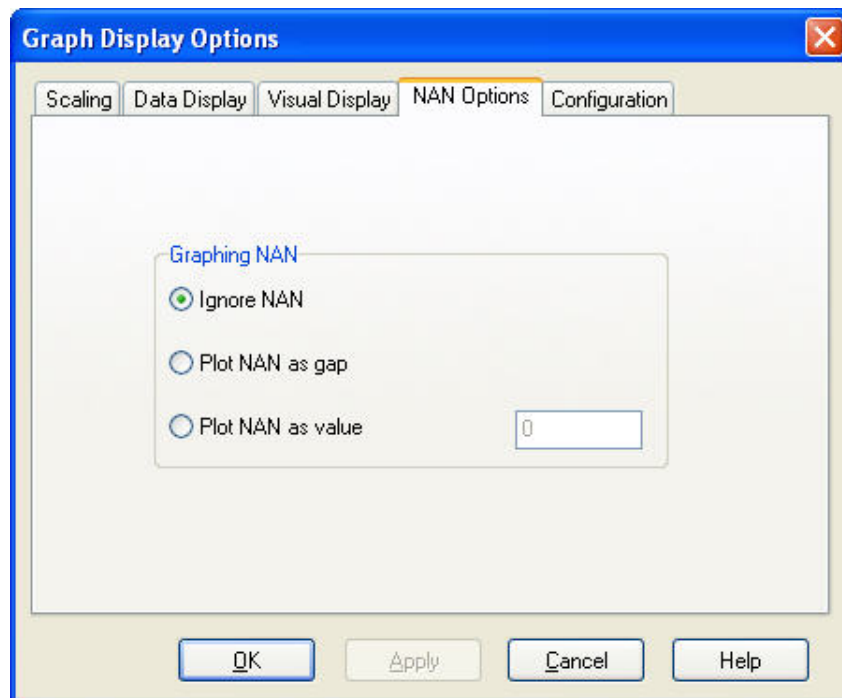 Graph Display Options
Scaling Data Display Visual Display NAN Options Configuration
Graphing NAN
Ignore NAN
Plot NAN as gap
Plot NAN as value 0
OK Apply Cancel Help